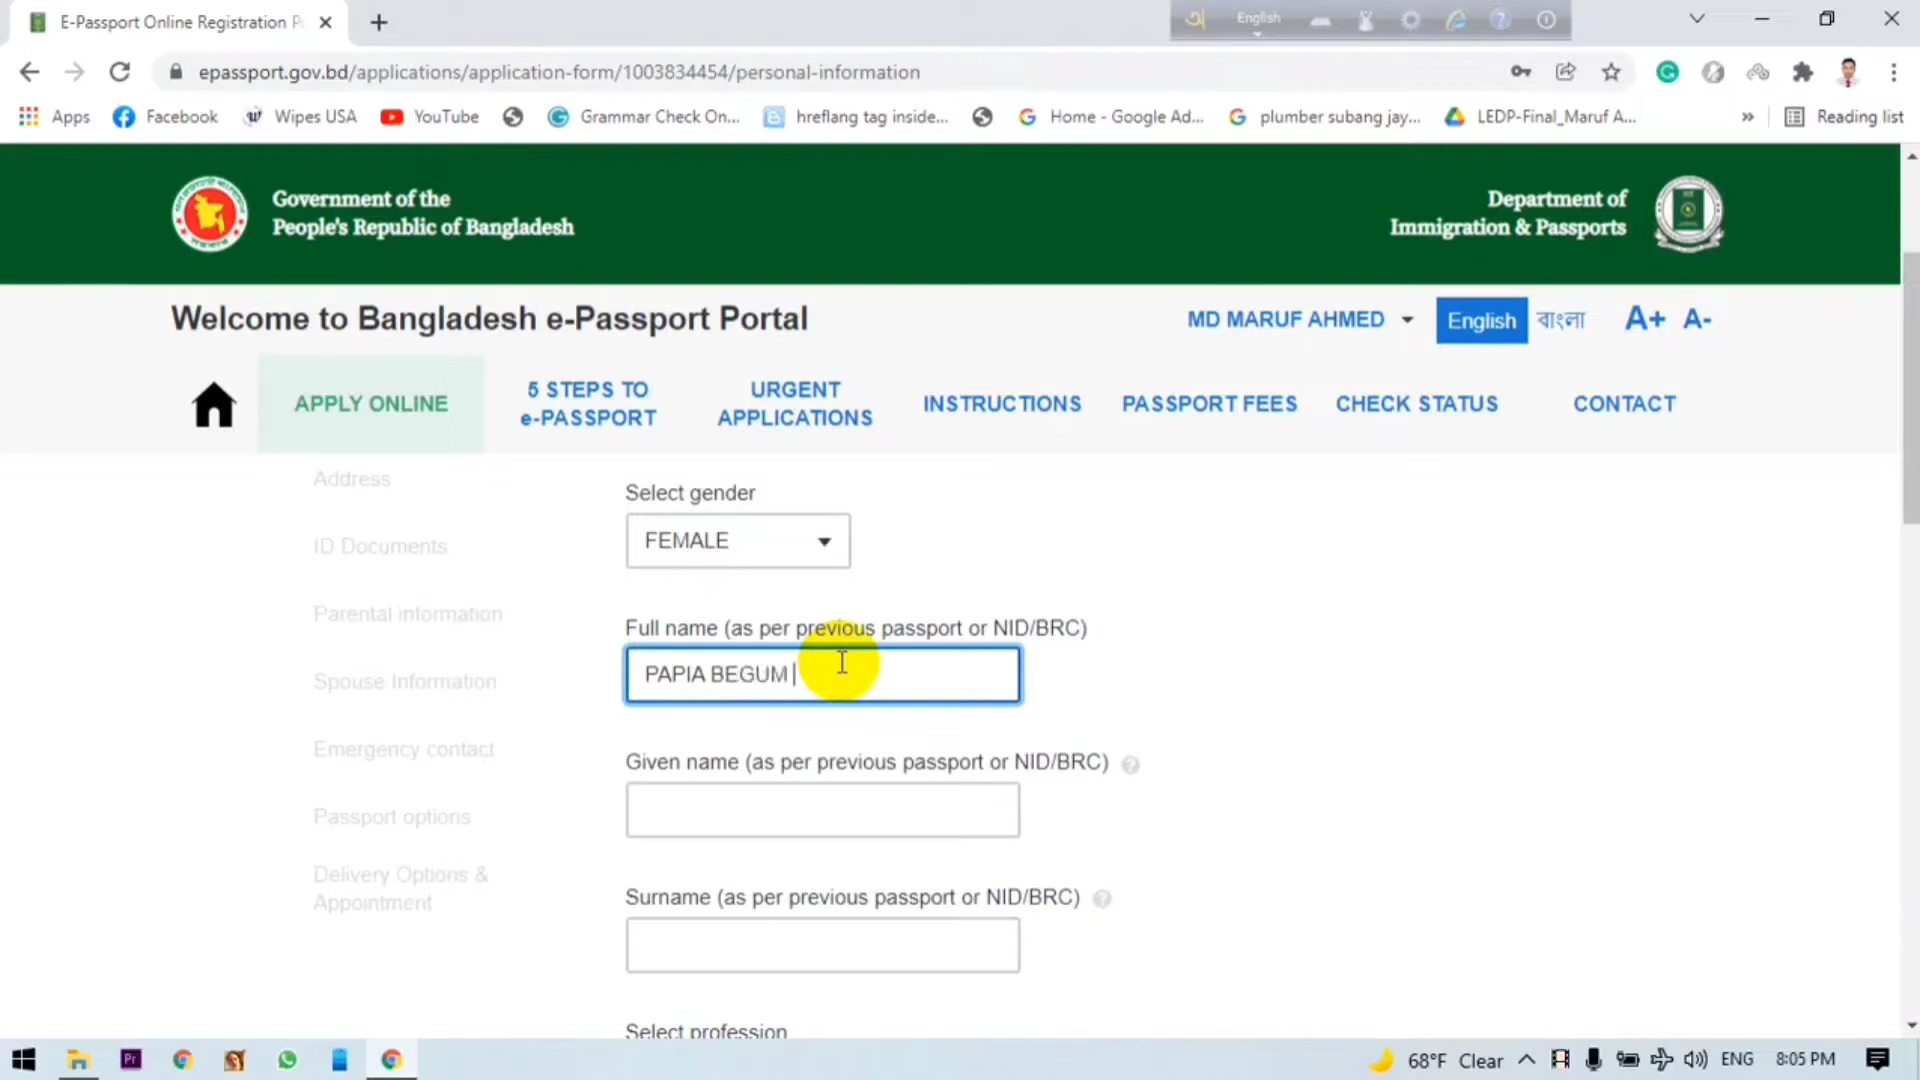 E-Passport Online Registration
English
epassport.gov.bd/applications/application-form/1003834454/personal-information
Apps
Facebook
Wipes USA
YouTube
Grammar Check On...
hreflang tag inside...
Home - Google Ad...
plumber subang jay...
LEDP-Final_Maruf A...
»
Reading list
Government of the
People's Republic of Bangladesh
Department of
Immigration & Passports
Welcome to Bangladesh e-Passport Portal
MD MARUF AHMED
English
বাংলা
A+ A-
APPLY ONLINE
5 STEPS TO
e-PASSPORT
URGENT
APPLICATIONS
INSTRUCTIONS
PASSPORT FEES
CHECK STATUS
CONTACT
Address
ID Documents
Parental information
Spouse Information
Emergency contact
Passport options
Delivery Options &
Appointment
Select gender
FEMALE
Full name (as per previous passport or NID/BRC)
PAPIA BEGUM
Given name (as per previous passport or NID/BRC)
Surname (as per previous passport or NID/BRC)
Select profession
Pr
68°F Clear
ENG
8:05 PM